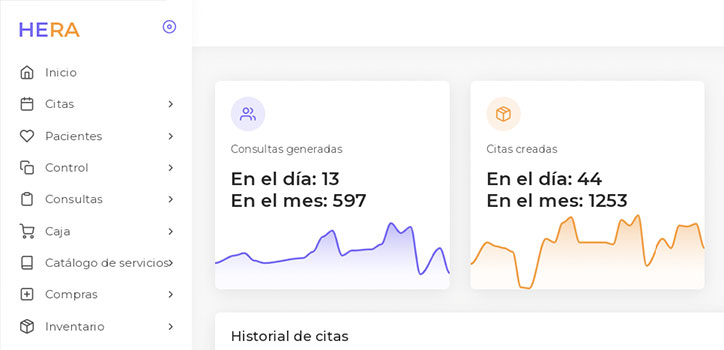 HERA
Inicio
Citas
Pacientes
Control
Consultas
Caja
Catálogo de servicios
Compras
Inventario
Consultas generadas
En el día: 13
En el mes: 597
Citas creadas
En el día: 44
En el mes: 1253
Historial de citas